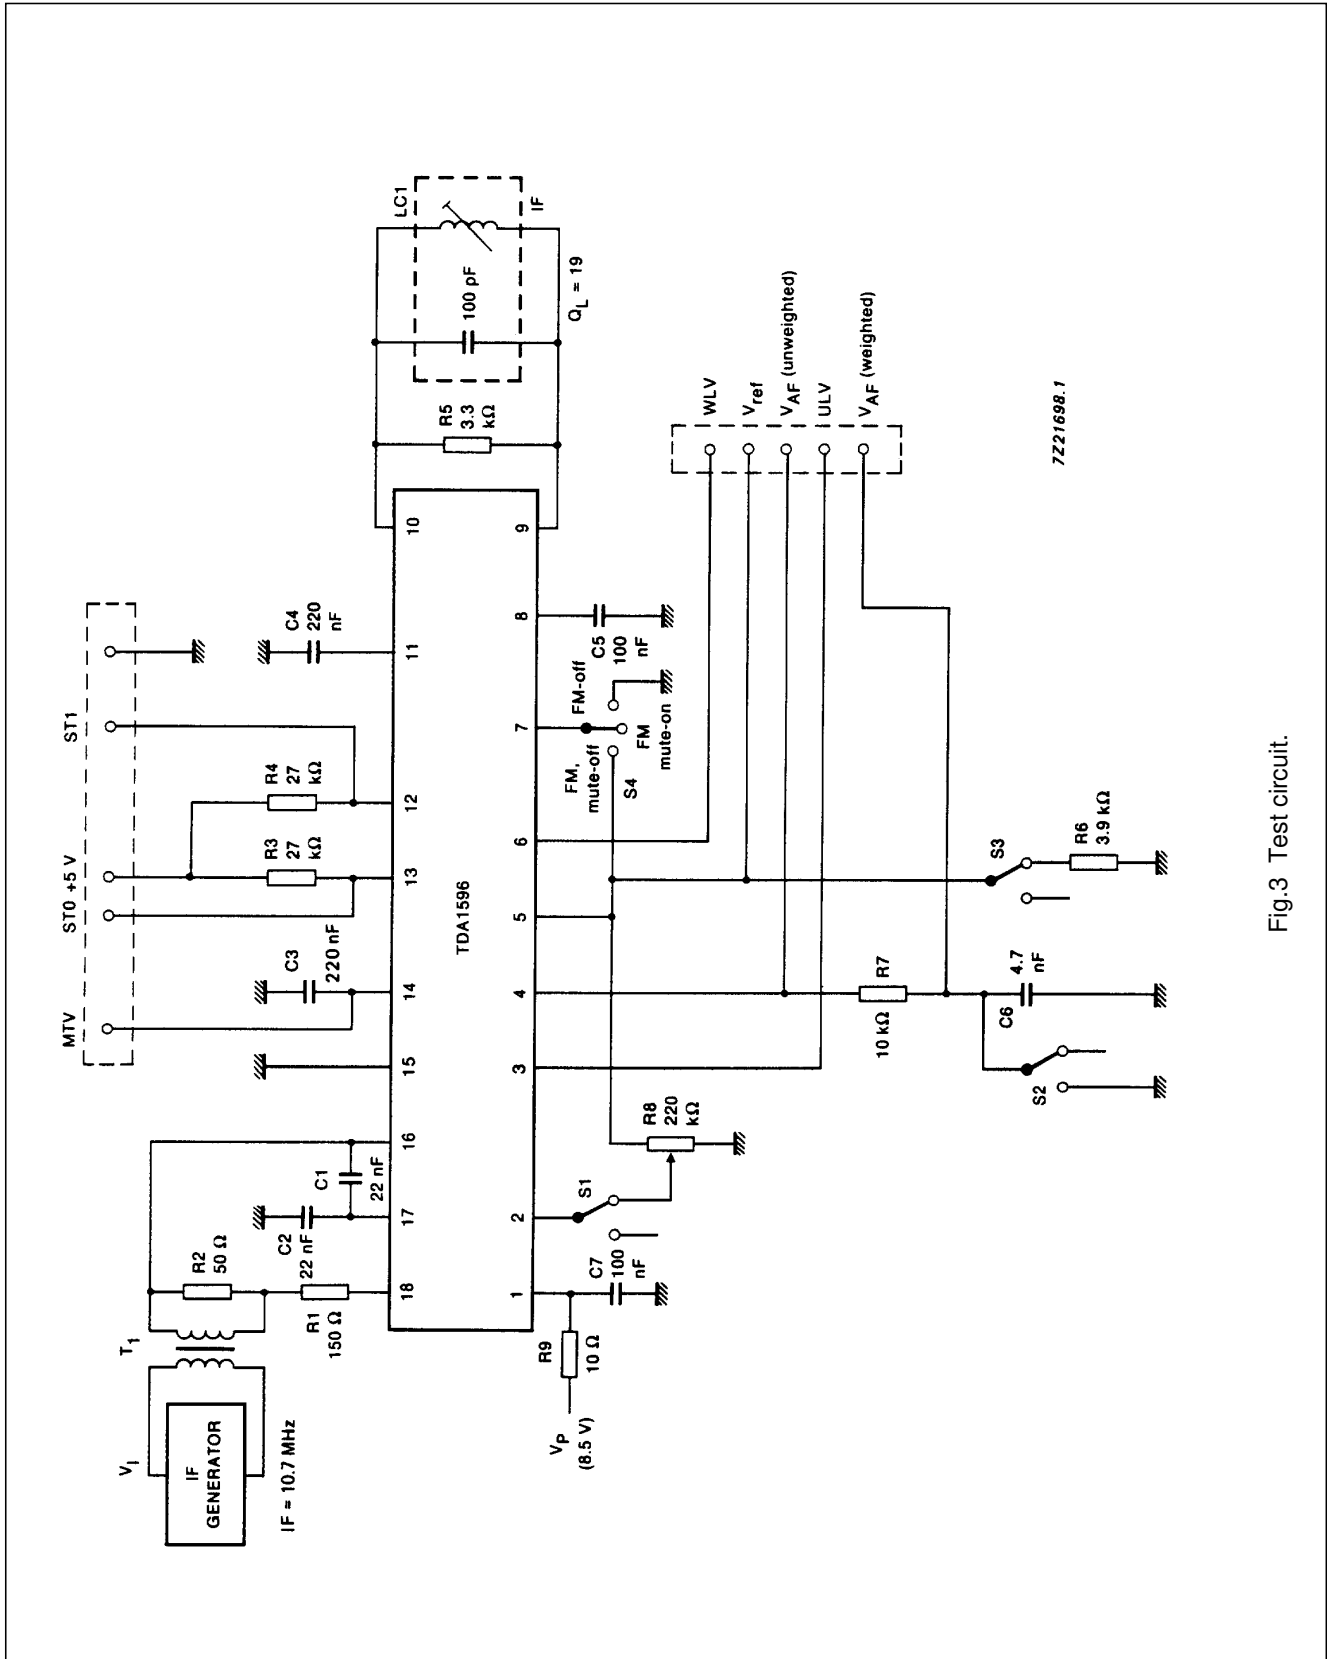 V_I
IF
GENERATOR
IF = 10.7 MHz
T1
R2
50 Ω
R1
150 Ω
C2
22 nF
C1
22 nF
MTV
ST0 +5 V
ST1
C3
220 nF
R3
27
kΩ
R4
27
kΩ
C4
220
nF
18
17
16
15
14
13
12
11
10
TDA1596
1
2
3
4
5
6
7
8
9
R5
3.3
kΩ
100 pF
LC1
IF
Q_L = 19
V_P
(8.5 V)
R9
10 Ω
C7
100
nF
S1
R8
220
kΩ
FM,
mute-off
S4
FM-off
FM
mute-on
C5
100
nF
10 kΩ
R7
S2
C6
4.7
nF
S3
R6
3.9 kΩ
WLV
V_ref
V_AF (unweighted)
ULV
V_AF (weighted)
7Z21698.1
Fig.3 Test circuit.